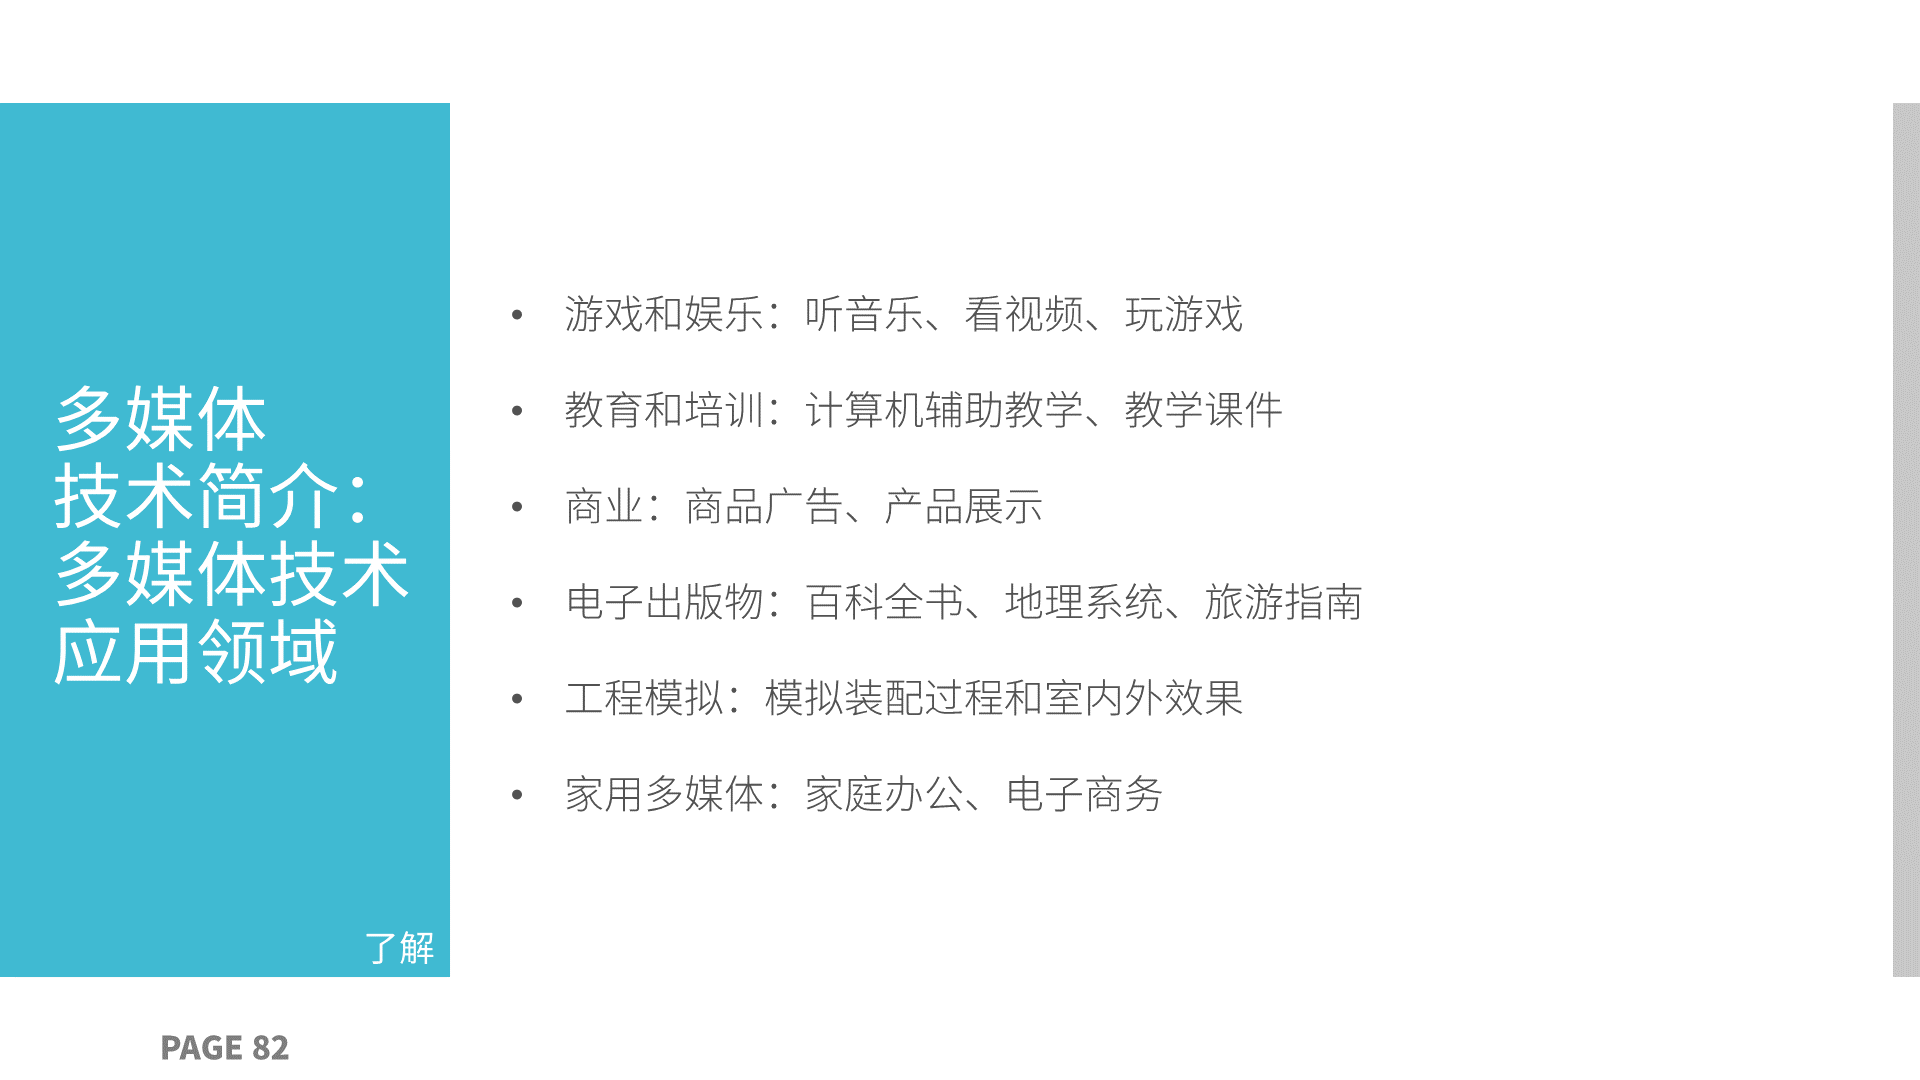 多媒体
技术简介：
多媒体技术
应用领域
了解
• 游戏和娱乐：听音乐、看视频、玩游戏
• 教育和培训：计算机辅助教学、教学课件
• 商业：商品广告、产品展示
• 电子出版物：百科全书、地理系统、旅游指南
• 工程模拟：模拟装配过程和室内外效果
• 家用多媒体：家庭办公、电子商务
PAGE 82